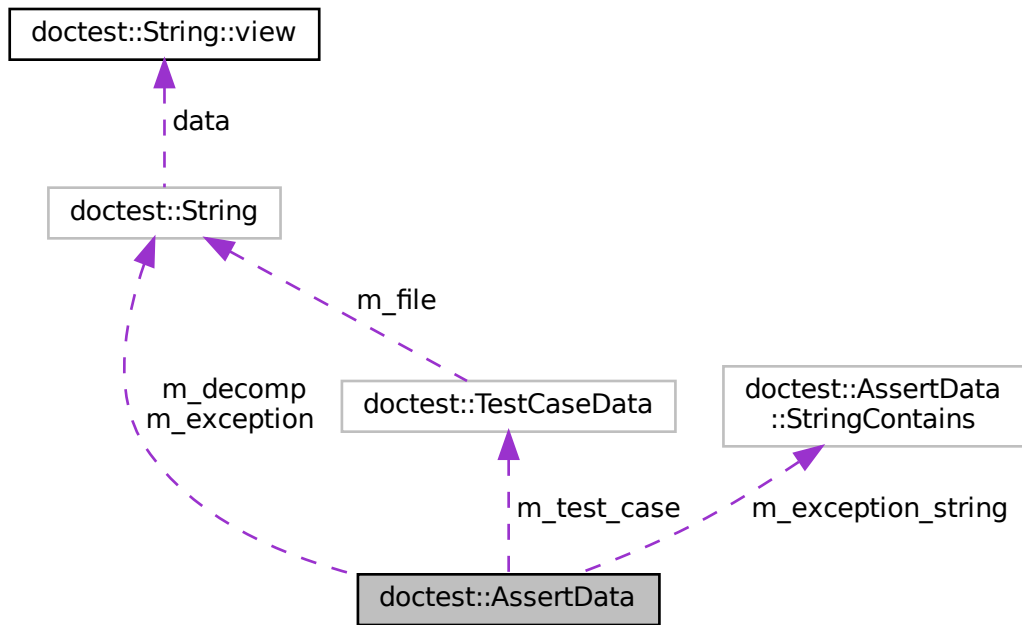 doctest::String::view
data
doctest::String
m_file
m_decomp
m_exception
doctest::TestCaseData
doctest::AssertData
::StringContains
m_test_case
m_exception_string
doctest::AssertData